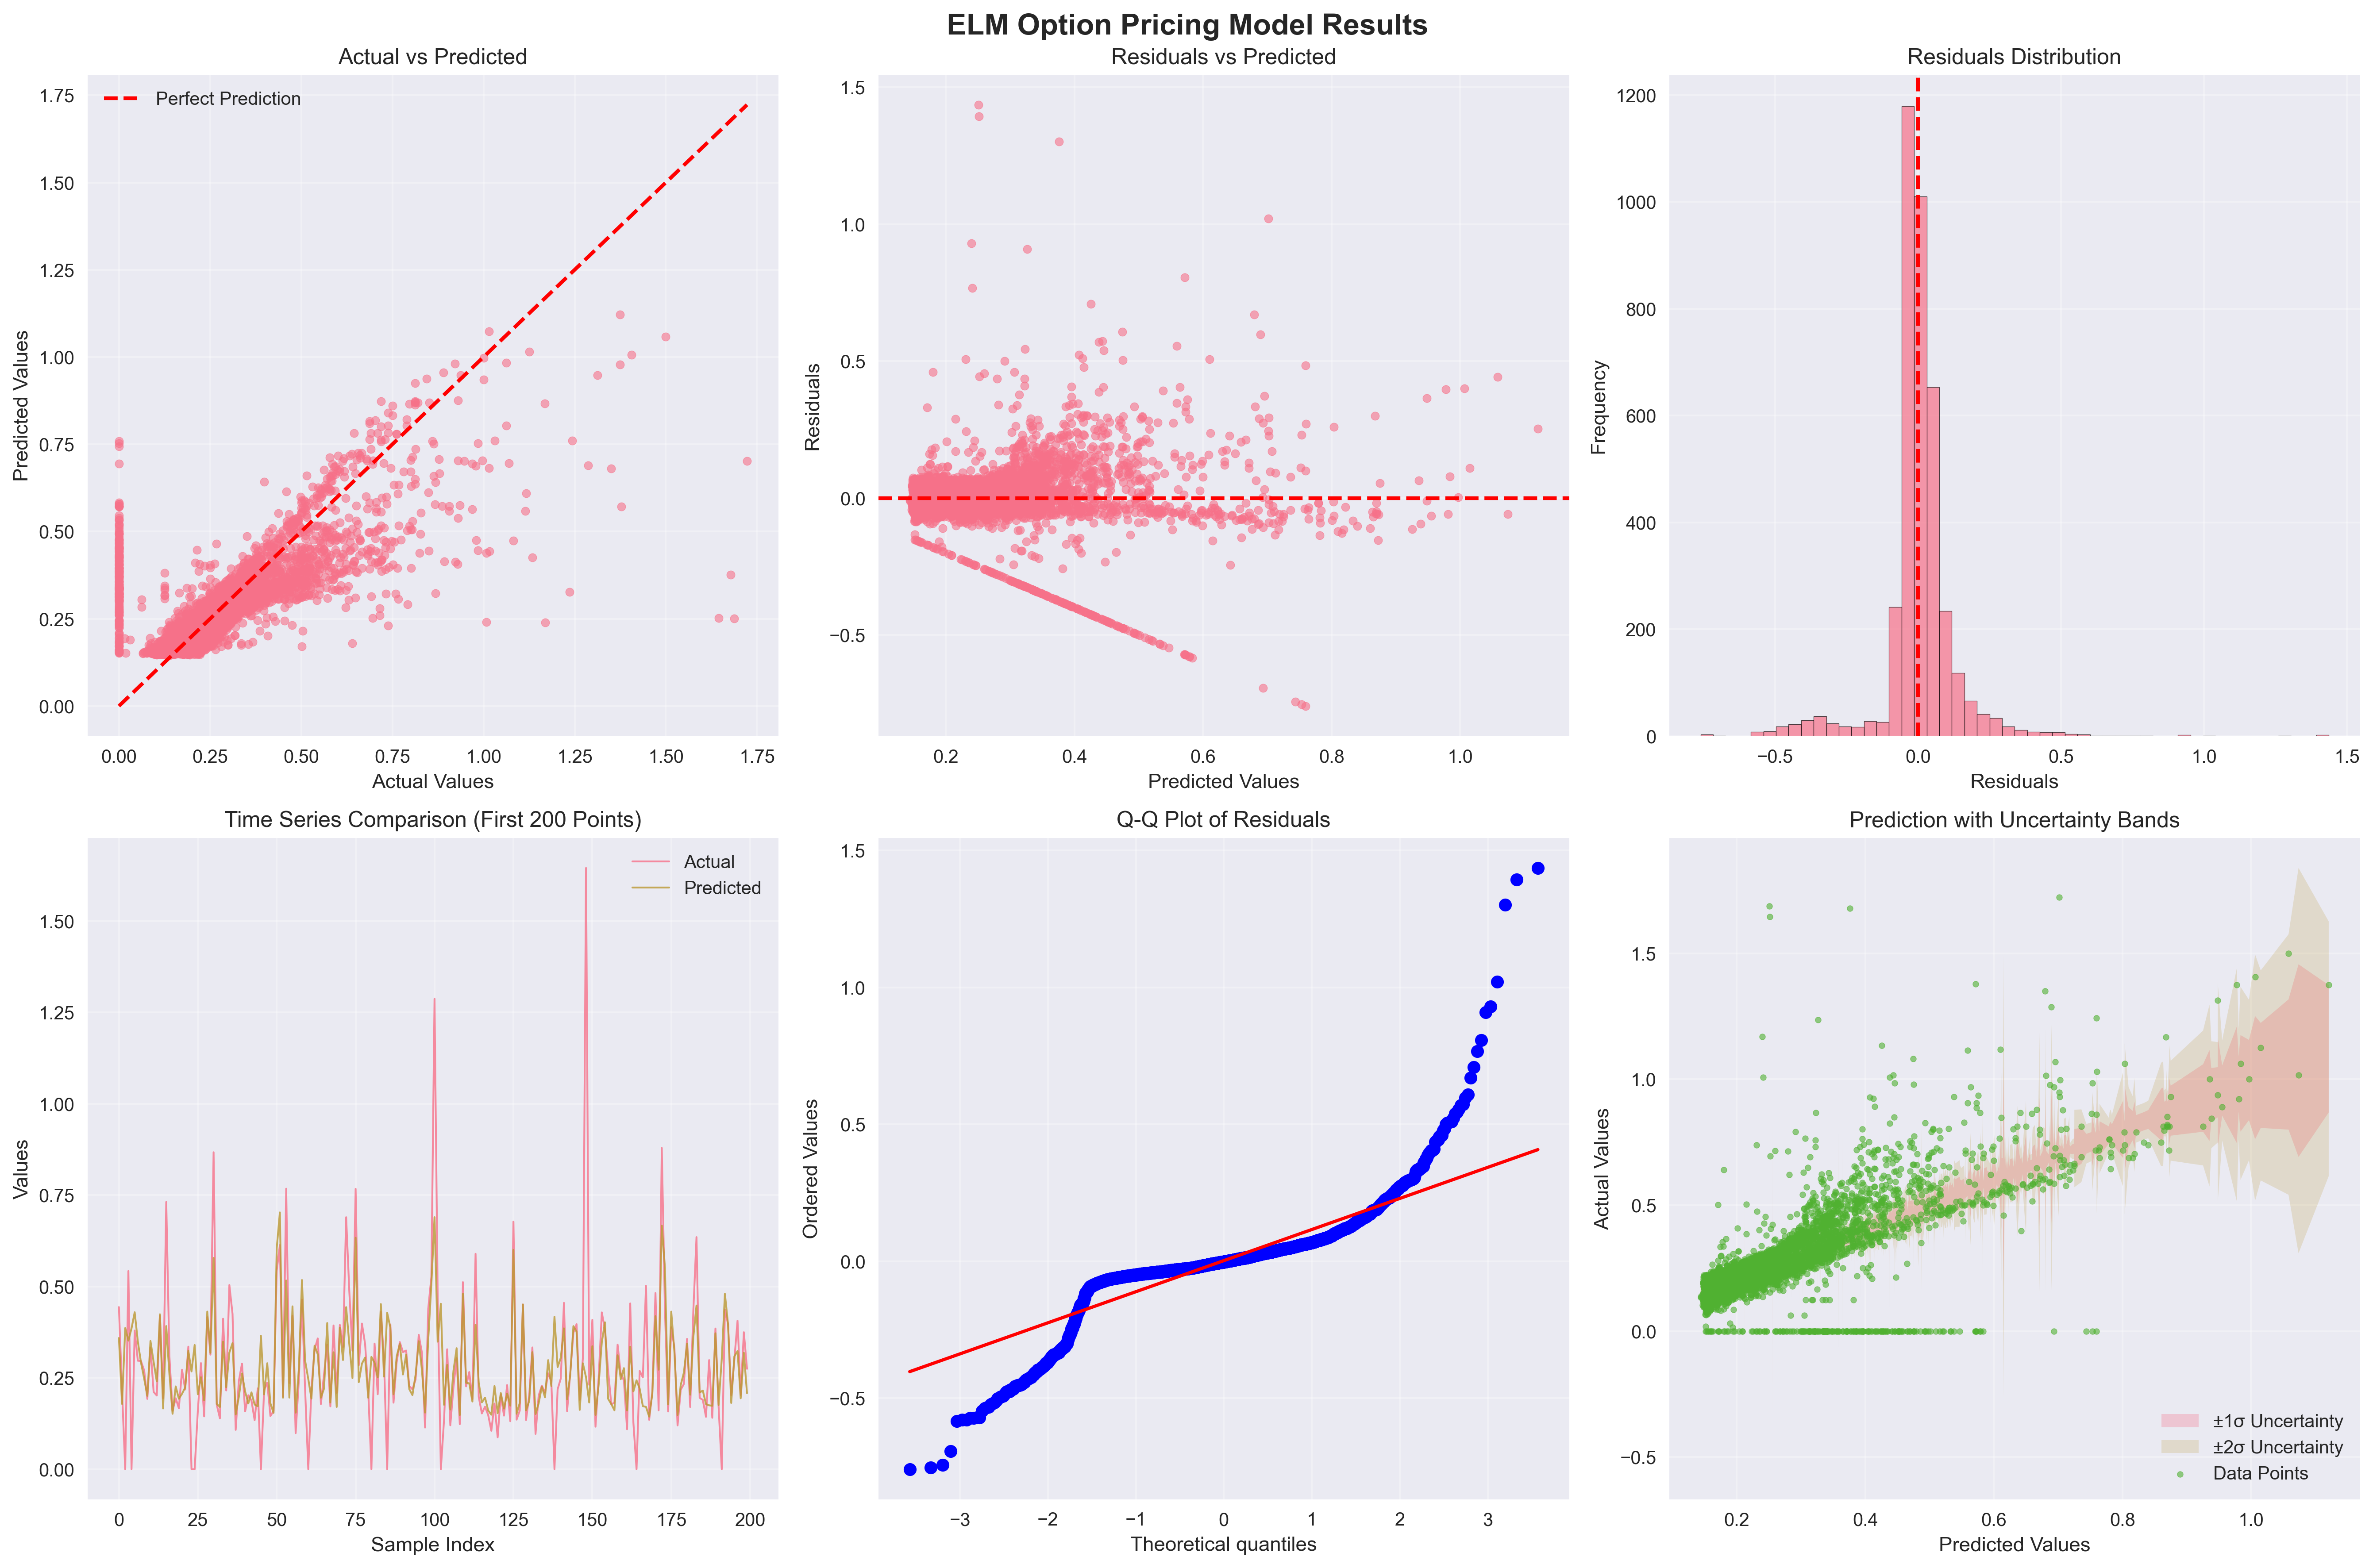 ELM Option Pricing Model Results
Actual vs Predicted
Perfect Prediction
1.75
1.50
1.25
1.00
0.75
0.50
0.25
0.00
Predicted Values
0.00 0.25 0.50 0.75 1.00 1.25 1.50 1.75
Actual Values
Residuals vs Predicted
1.5
1.0
0.5
0.0
−0.5
Residuals
0.2 0.4 0.6 0.8 1.0
Predicted Values
Residuals Distribution
1200
1000
800
600
400
200
0
Frequency
−0.5 0.0 0.5 1.0 1.5
Residuals
Time Series Comparison (First 200 Points)
Actual
Predicted
1.50
1.25
1.00
0.75
0.50
0.25
0.00
Values
0 25 50 75 100 125 150 175 200
Sample Index
Q-Q Plot of Residuals
1.5
1.0
0.5
0.0
−0.5
Ordered Values
−3 −2 −1 0 1 2 3
Theoretical quantiles
Prediction with Uncertainty Bands
1.5
1.0
0.5
0.0
−0.5
Actual Values
±1σ Uncertainty
±2σ Uncertainty
Data Points
0.2 0.4 0.6 0.8 1.0
Predicted Values